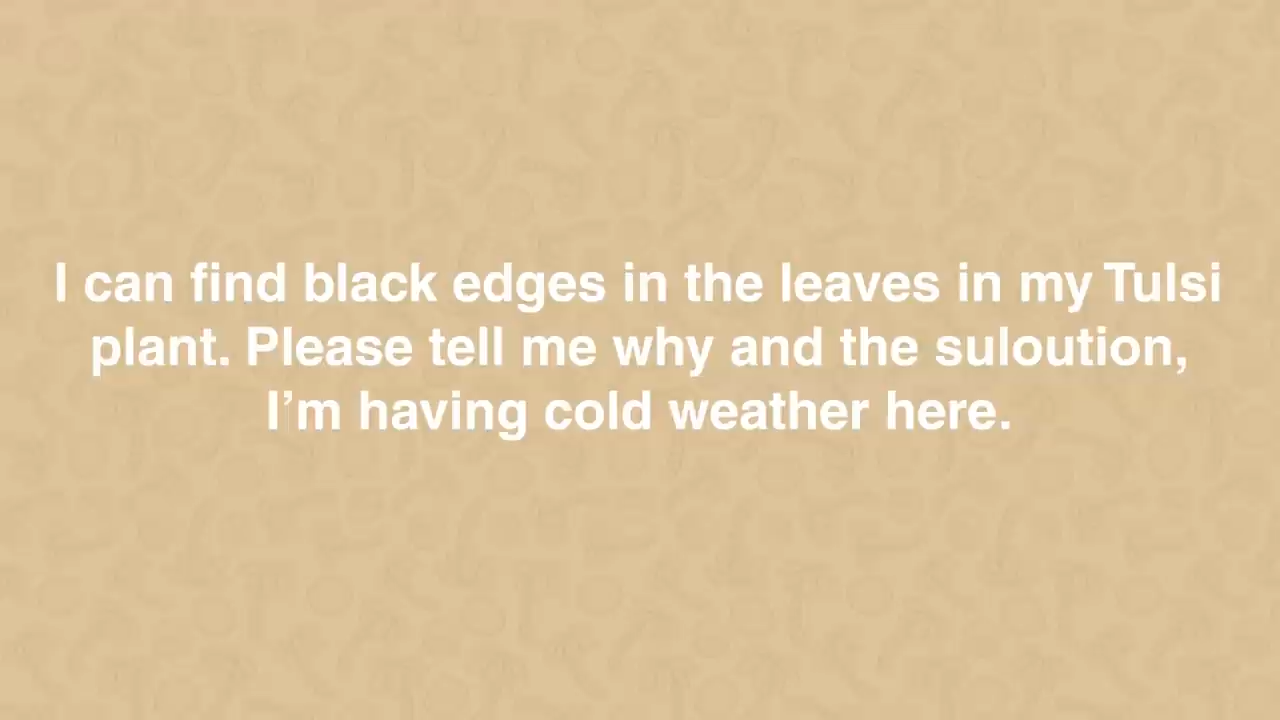 I can find black edges in the leaves in my Tulsi
plant. Please tell me why and the suloution,
I’m having cold weather here.